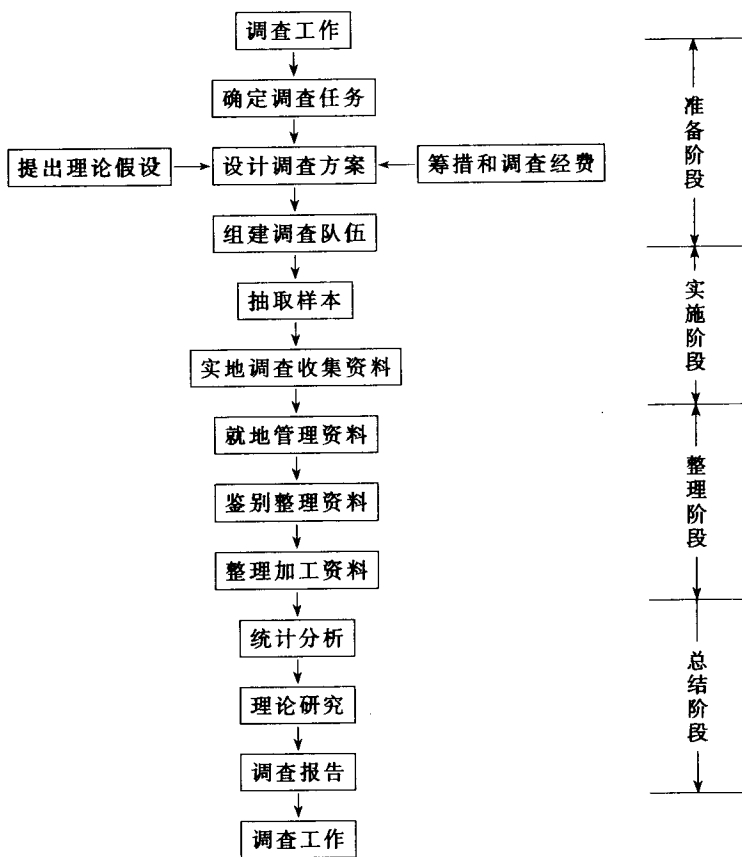 调查工作
确定调查任务
提出理论假设
设计调查方案
筹措和调查经费
组建调查队伍
抽取样本
实地调查收集资料
就地管理资料
鉴别整理资料
整理加工资料
统计分析
理论研究
调查报告
调查工作
准备阶段
实施阶段
整理阶段
总结阶段